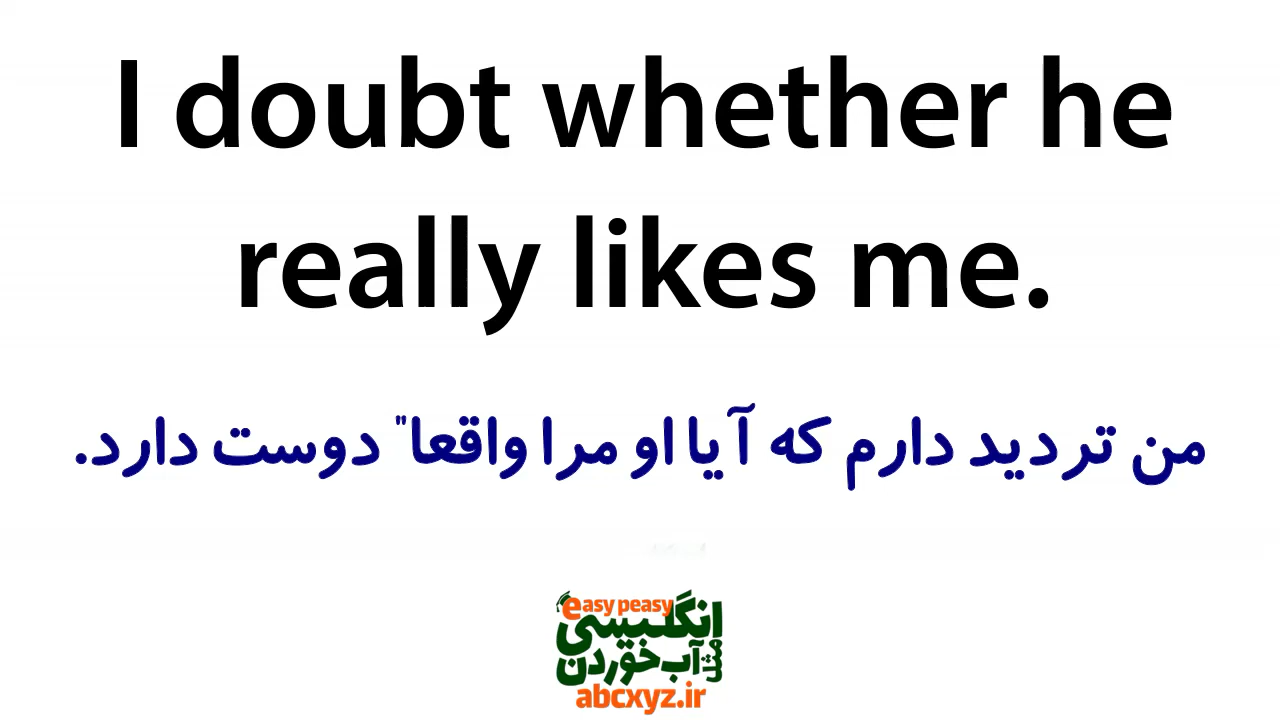 I doubt whether he
really likes me.
من تردید دارم که آیا او مرا واقعا" دوست دارد.
easy peasy
انگلیسی
مثل آب خوردن
abcxyz.ir